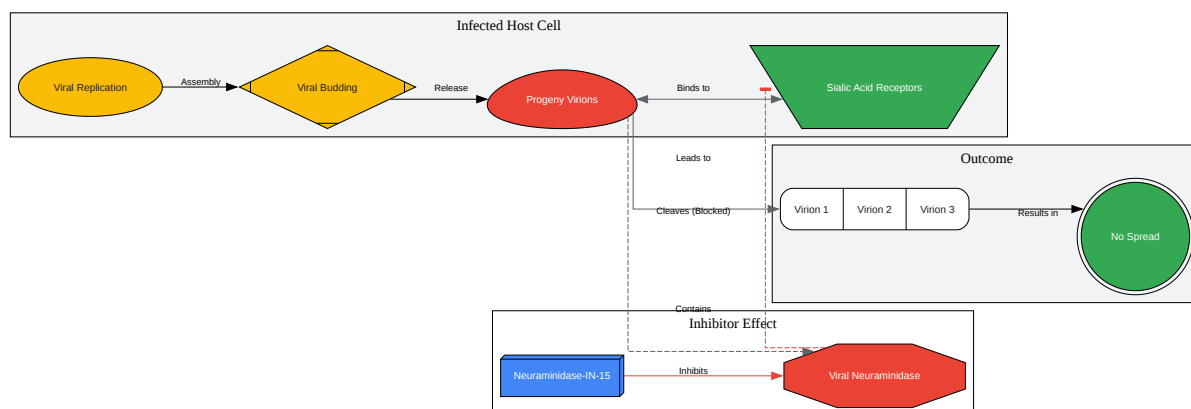 Infected Host Cell
Viral Replication
Assembly
Viral Budding
Release
Progeny Virions
Binds to
Sialic Acid Receptors
Leads to
Outcome
Cleaves (Blocked)
Virion 1
Virion 2
Virion 3
Results in
No Spread
Contains
Inhibitor Effect
Neuraminidase-IN-15
Inhibits
Viral Neuraminidase